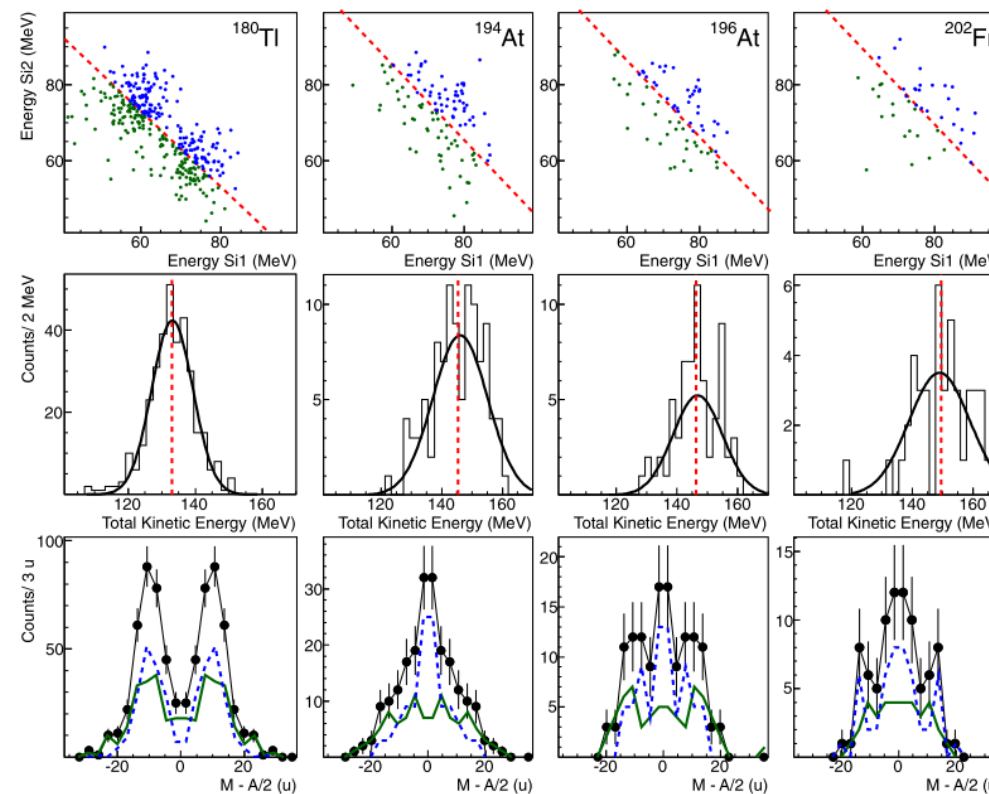 Energy Si2 (MeV)
80
60
180Tl
194At
196At
202Fr
60 80
80
60
60 80
80
60
60 80
80
60
60 80
Energy Si1 (MeV)
Energy Si1 (MeV)
Energy Si1 (MeV)
Energy Si1 (MeV)
Counts/ 2 MeV
40
20
10
5
10
5
6
4
2
120 140 160
120 140 160
120 140 160
120 140 160
Total Kinetic Energy (MeV)
Total Kinetic Energy (MeV)
Total Kinetic Energy (MeV)
Total Kinetic Energy (MeV)
Counts/ 3 u
100
50
30
20
10
20
15
10
5
15
10
5
-20 0 20
-20 0 20
-20 0 20
-20 0 20
M - A/2 (u)
M - A/2 (u)
M - A/2 (u)
M - A/2 (u)